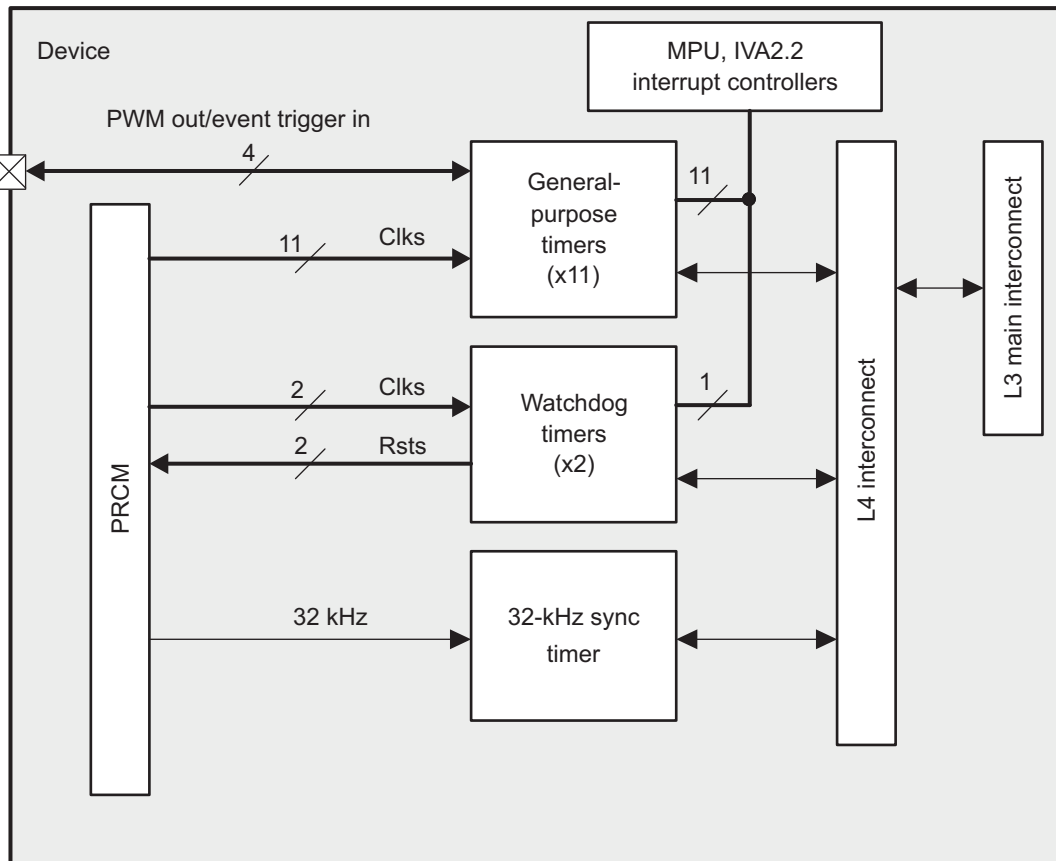 Device
MPU, IVA2.2
interrupt controllers
PWM out/event trigger in
4
General-
purpose
timers
(x11)
11
11
Clks
Watchdog
timers
(x2)
2
Clks
1
2
Rsts
32 kHz
32-kHz sync
timer
PRCM
L4 interconnect
L3 main interconnect